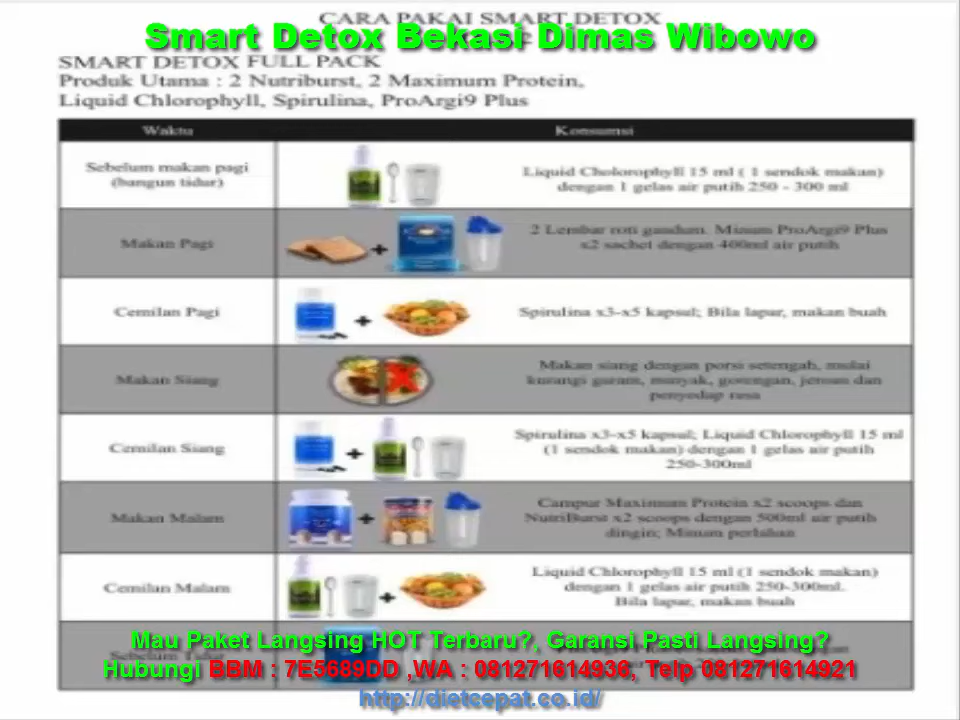 CARA PAKAI SMART DETOX
Smart Detox Bekasi Dimas Wibowo
SMART DETOX FULL PACK
Produk Utama : 2 Nutriburst, 2 Maximum Protein,
Liquid Chlorophyll, Spirulina, ProArgi9 Plus
Waktu Konsumsi
Sebelum makan pagi
(bangun tidur)
Liquid Cholorophyll 15 ml ( 1 sendok makan)
dengan 1 gelas air putih 250 - 300 ml
Makan Pagi
2 Lembar roti gandum. Minum ProArgi9 Plus
x2 sachet dengan 400ml air putih
Cemilan Pagi
Spirulina x3-x5 kapsul; Bila lapar, makan buah
Makan Siang
Makan siang dengan porsi setengah, mulai
kurangi garam, minyak, gorengan, jeroan dan
penyedap rasa
Cemilan Siang
Spirulina x3-x5 kapsul; Liquid Chlorophyll 15 ml
(1 sendok makan) dengan 1 gelas air putih
250-300ml
Makan Malam
Campur Maximum Protein x2 scoops dan
NutriBurst x2 scoops dengan 500ml air putih
dingin; Minum perlahan
Cemilan Malam
Liquid Chlorophyll 15 ml (1 sendok makan)
dengan 1 gelas air putih 250-300ml.
Bila lapar, makan buah
Mau Paket Langsing HOT Terbaru?, Garansi Pasti Langsing?
Sebelum Tidur
Hubungi BBM : 7E5689DD ,WA : 081271614936, Telp 081271614921
http://dietcepat.co.id/